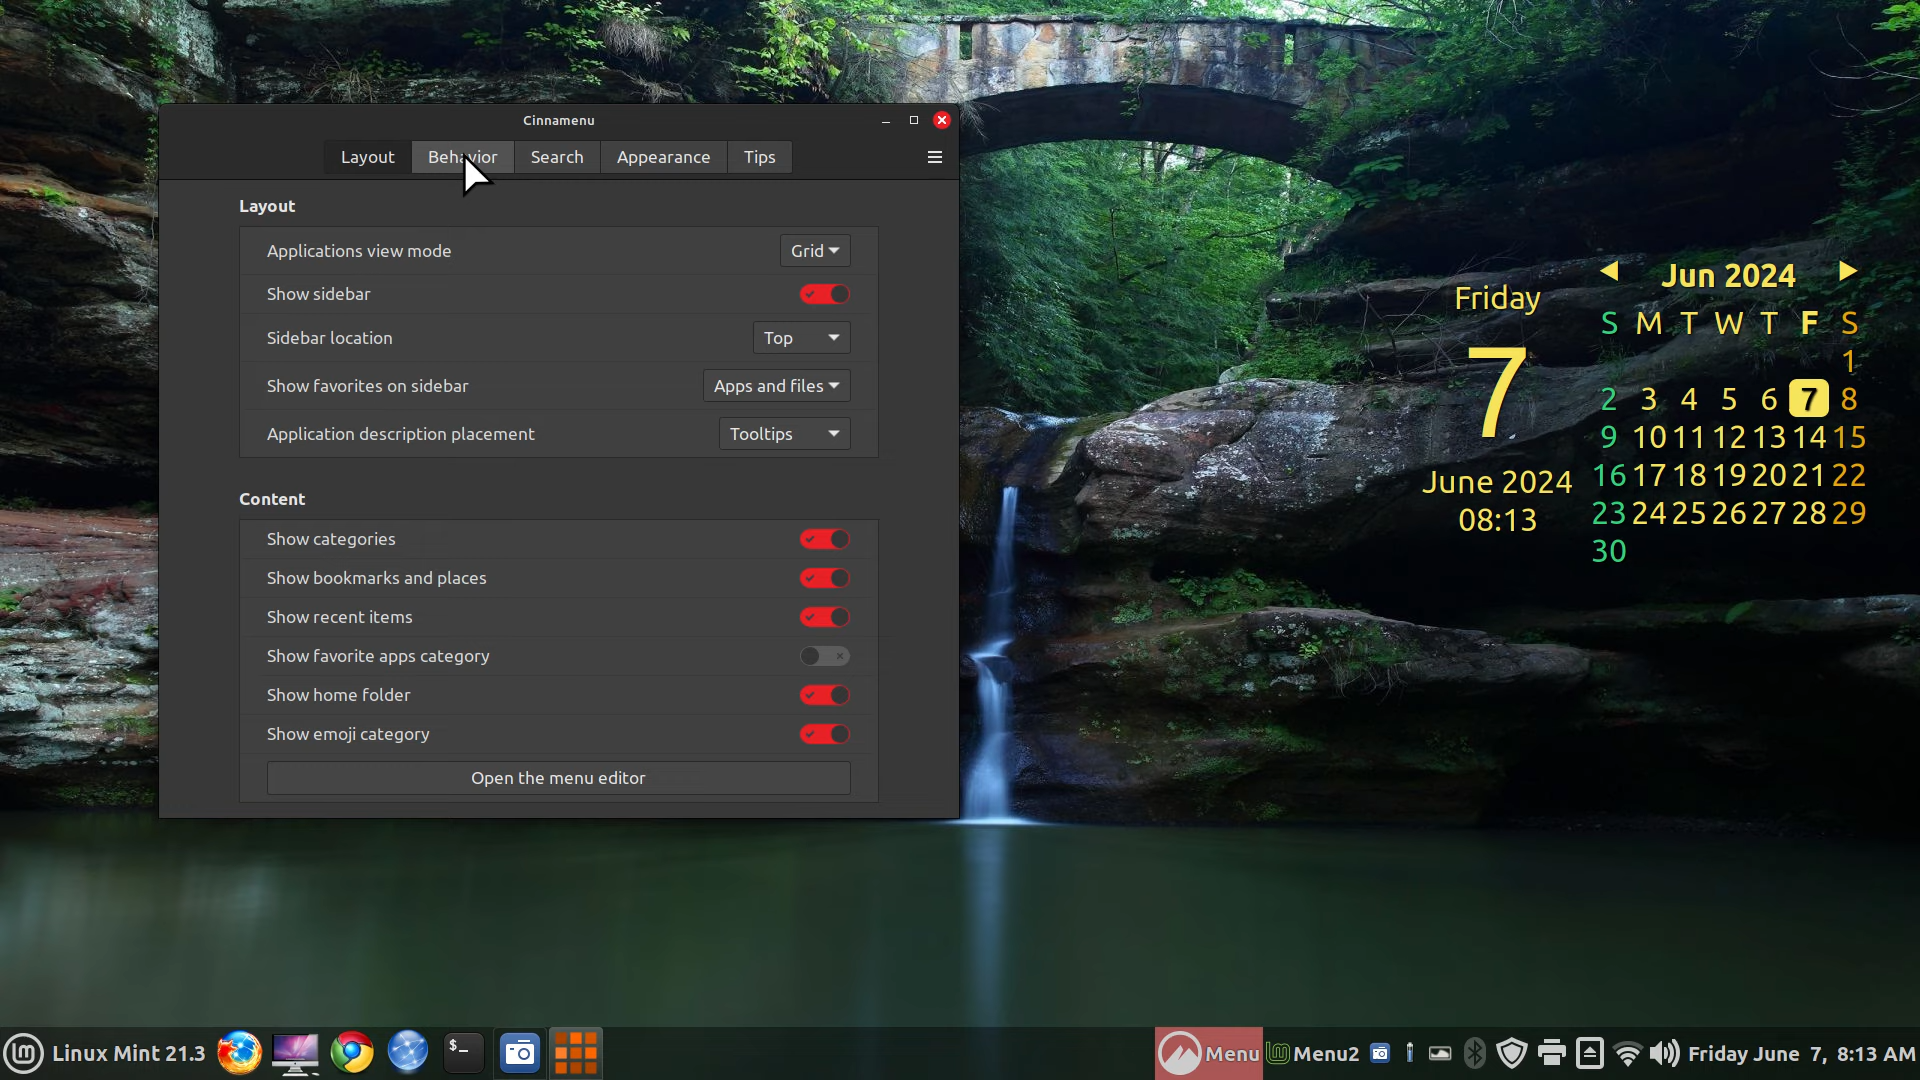 Cinnamenu
Layout Behavior Search Appearance Tips
Layout
Applications view mode Grid
Show sidebar
Sidebar location Top
Show favorites on sidebar Apps and files
Application description placement Tooltips
Content
Show categories
Show bookmarks and places
Show recent items
Show favorite apps category
Show home folder
Show emoji category
Open the menu editor
Friday
7
June 2024
08:13
Jun 2024
S M T W T F S
1
2 3 4 5 6 7 8
9 10 11 12 13 14 15
16 17 18 19 20 21 22
23 24 25 26 27 28 29
30
Linux Mint 21.3 $_ Menu Menu2 Friday June 7, 8:13 AM